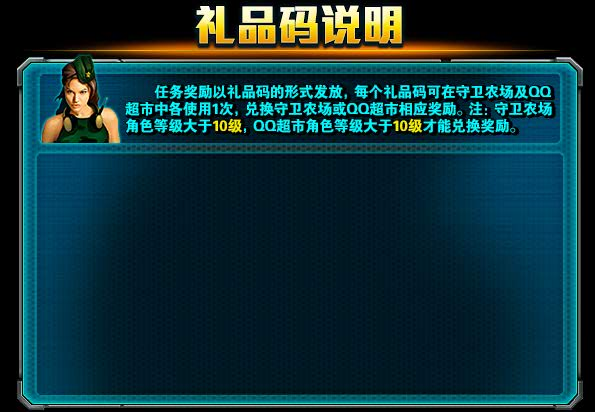 礼品码说明
任务奖励以礼品码的形式发放，每个礼品码可在守卫农场及QQ
超市中各使用1次，兑换守卫农场或QQ超市相应奖励。注：守卫农场
角色等级大于10级，QQ超市角色等级大于10级才能兑换奖励。